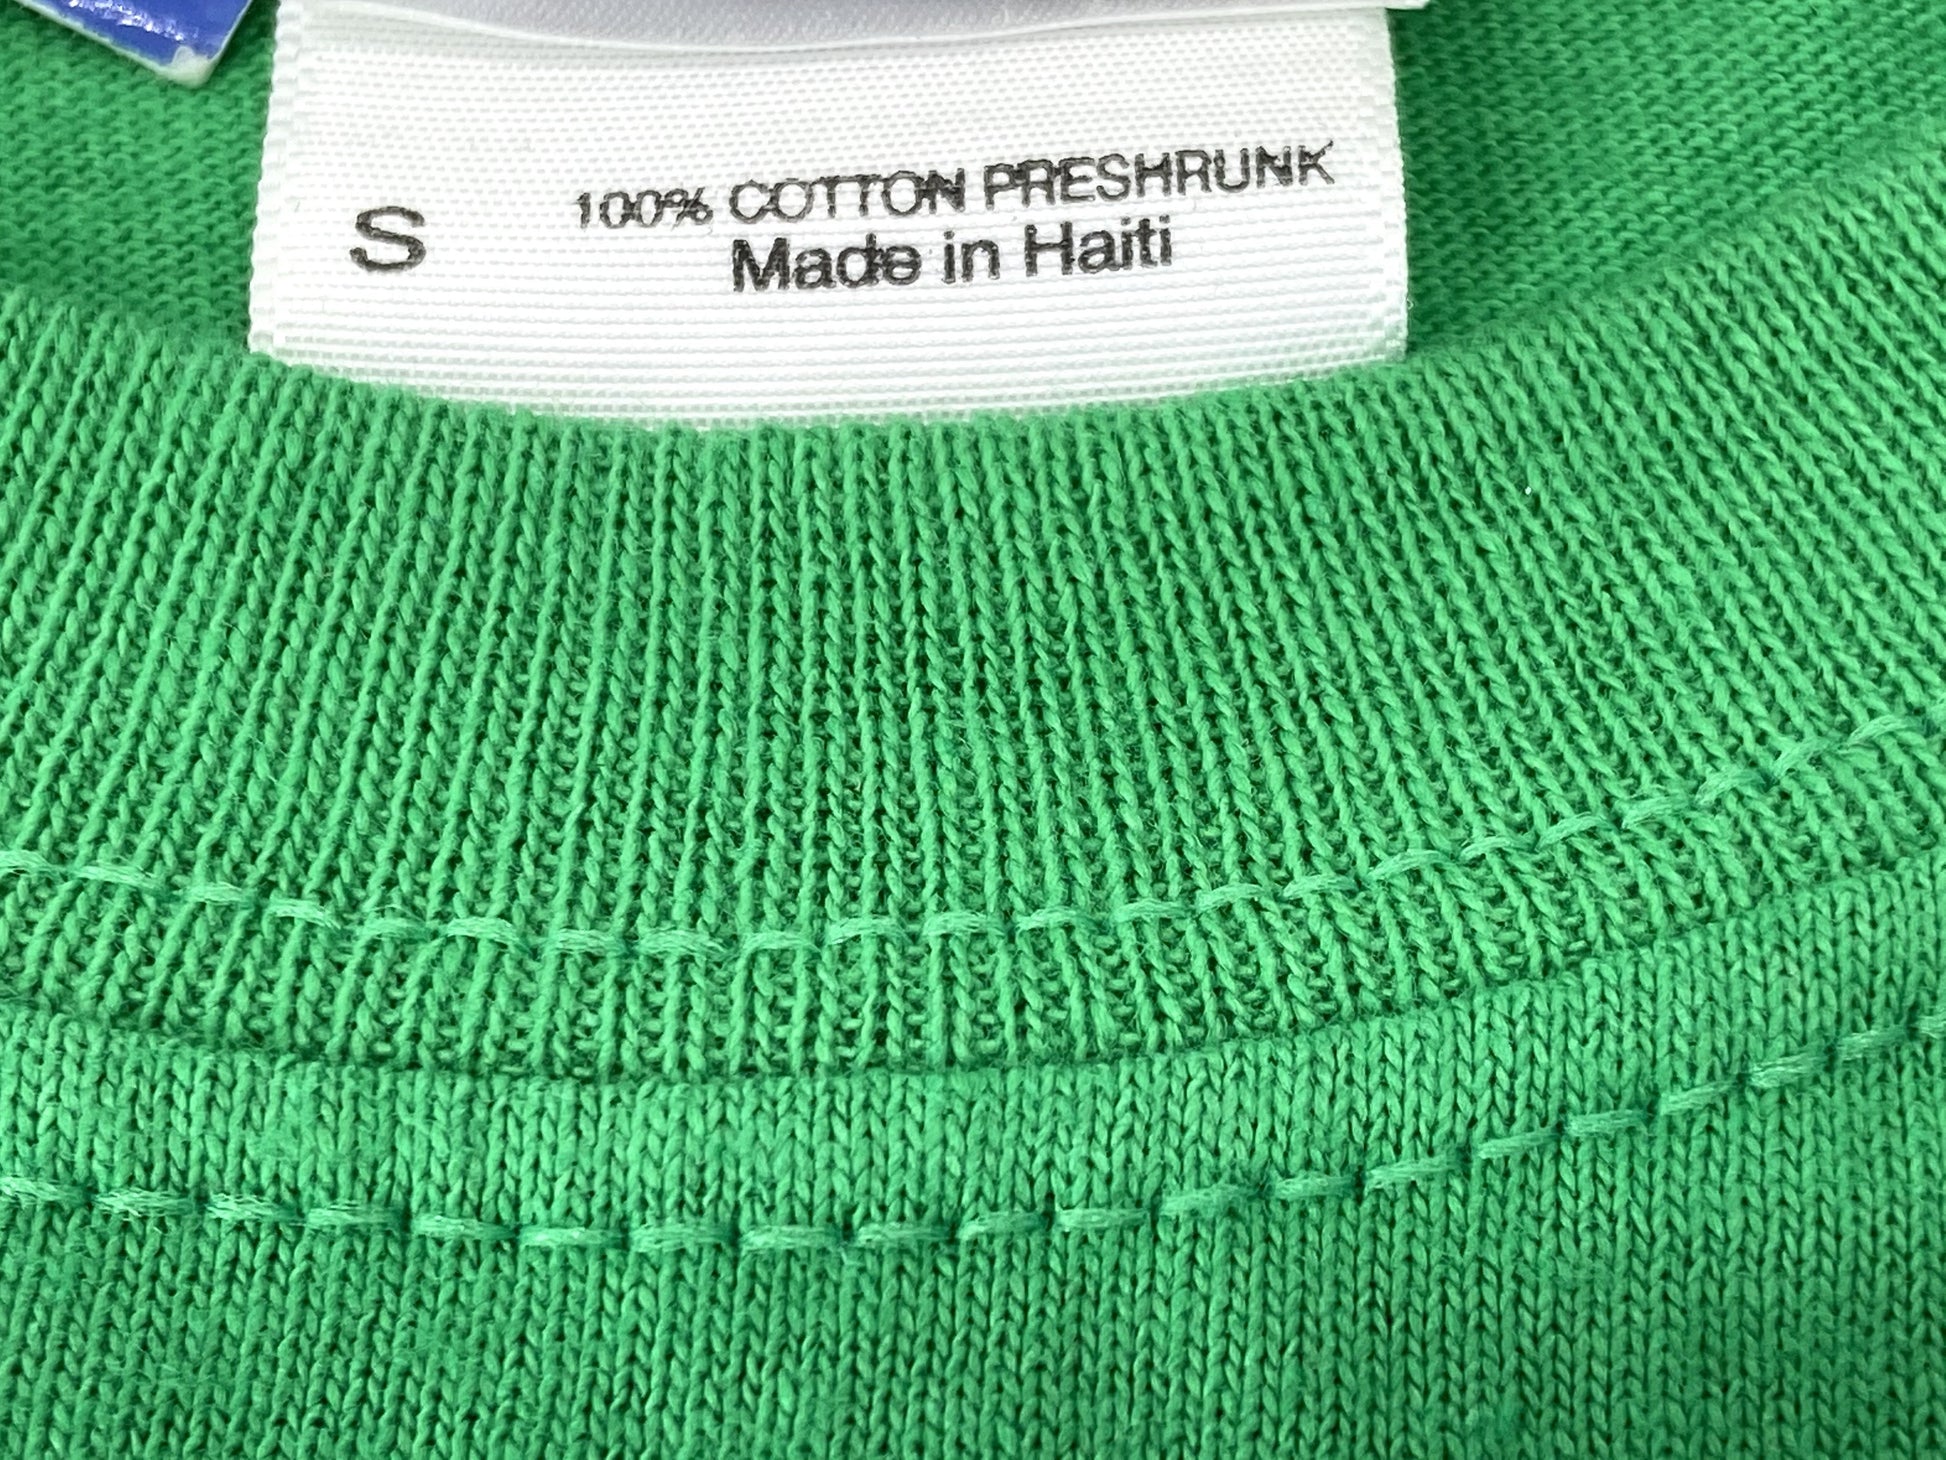 S
100% COTTON PRESHRUNK
Made in Haiti